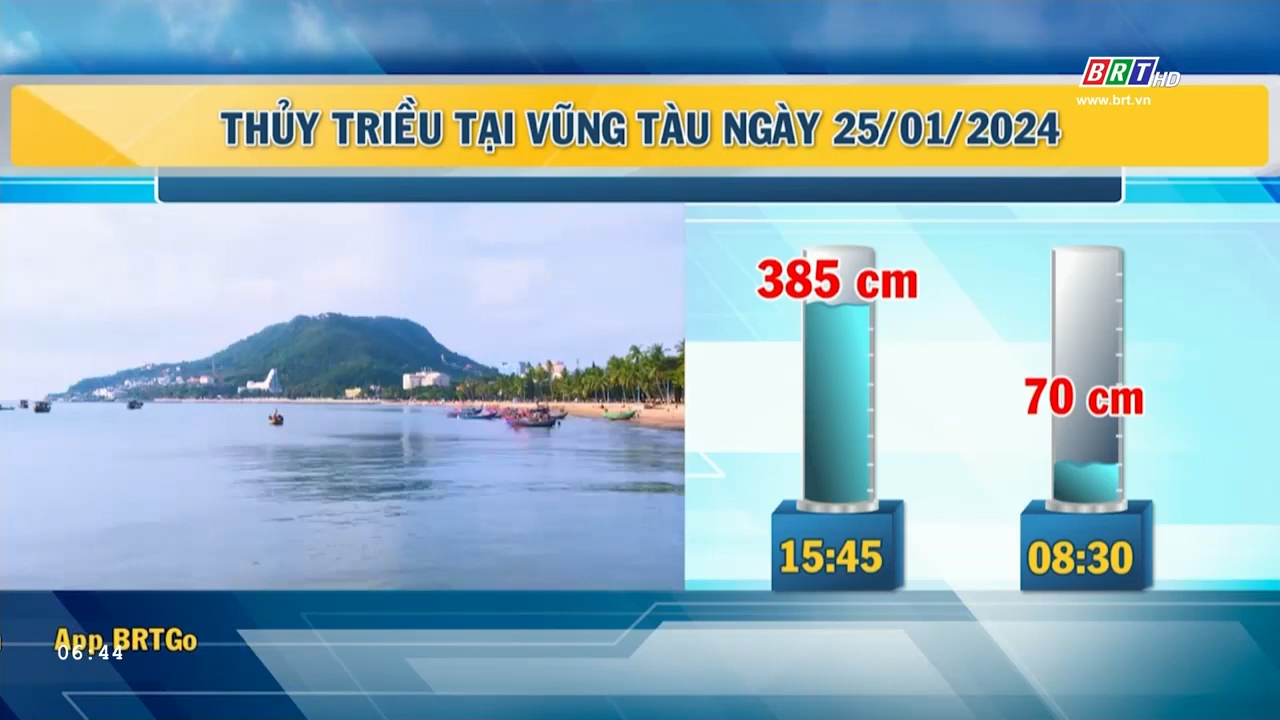 BRT HD
www.brt.vn
THỦY TRIỀU TẠI VŨNG TÀU NGÀY 25/01/2024
385 cm
70 cm
15:45
08:30
App BRTGo
06:44